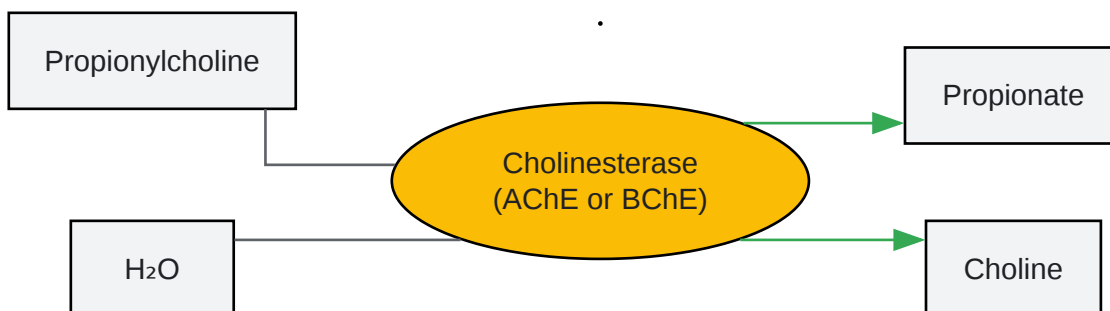 Propionylcholine
Cholinesterase
(AChE or BChE)
Propionate
H₂O
Choline